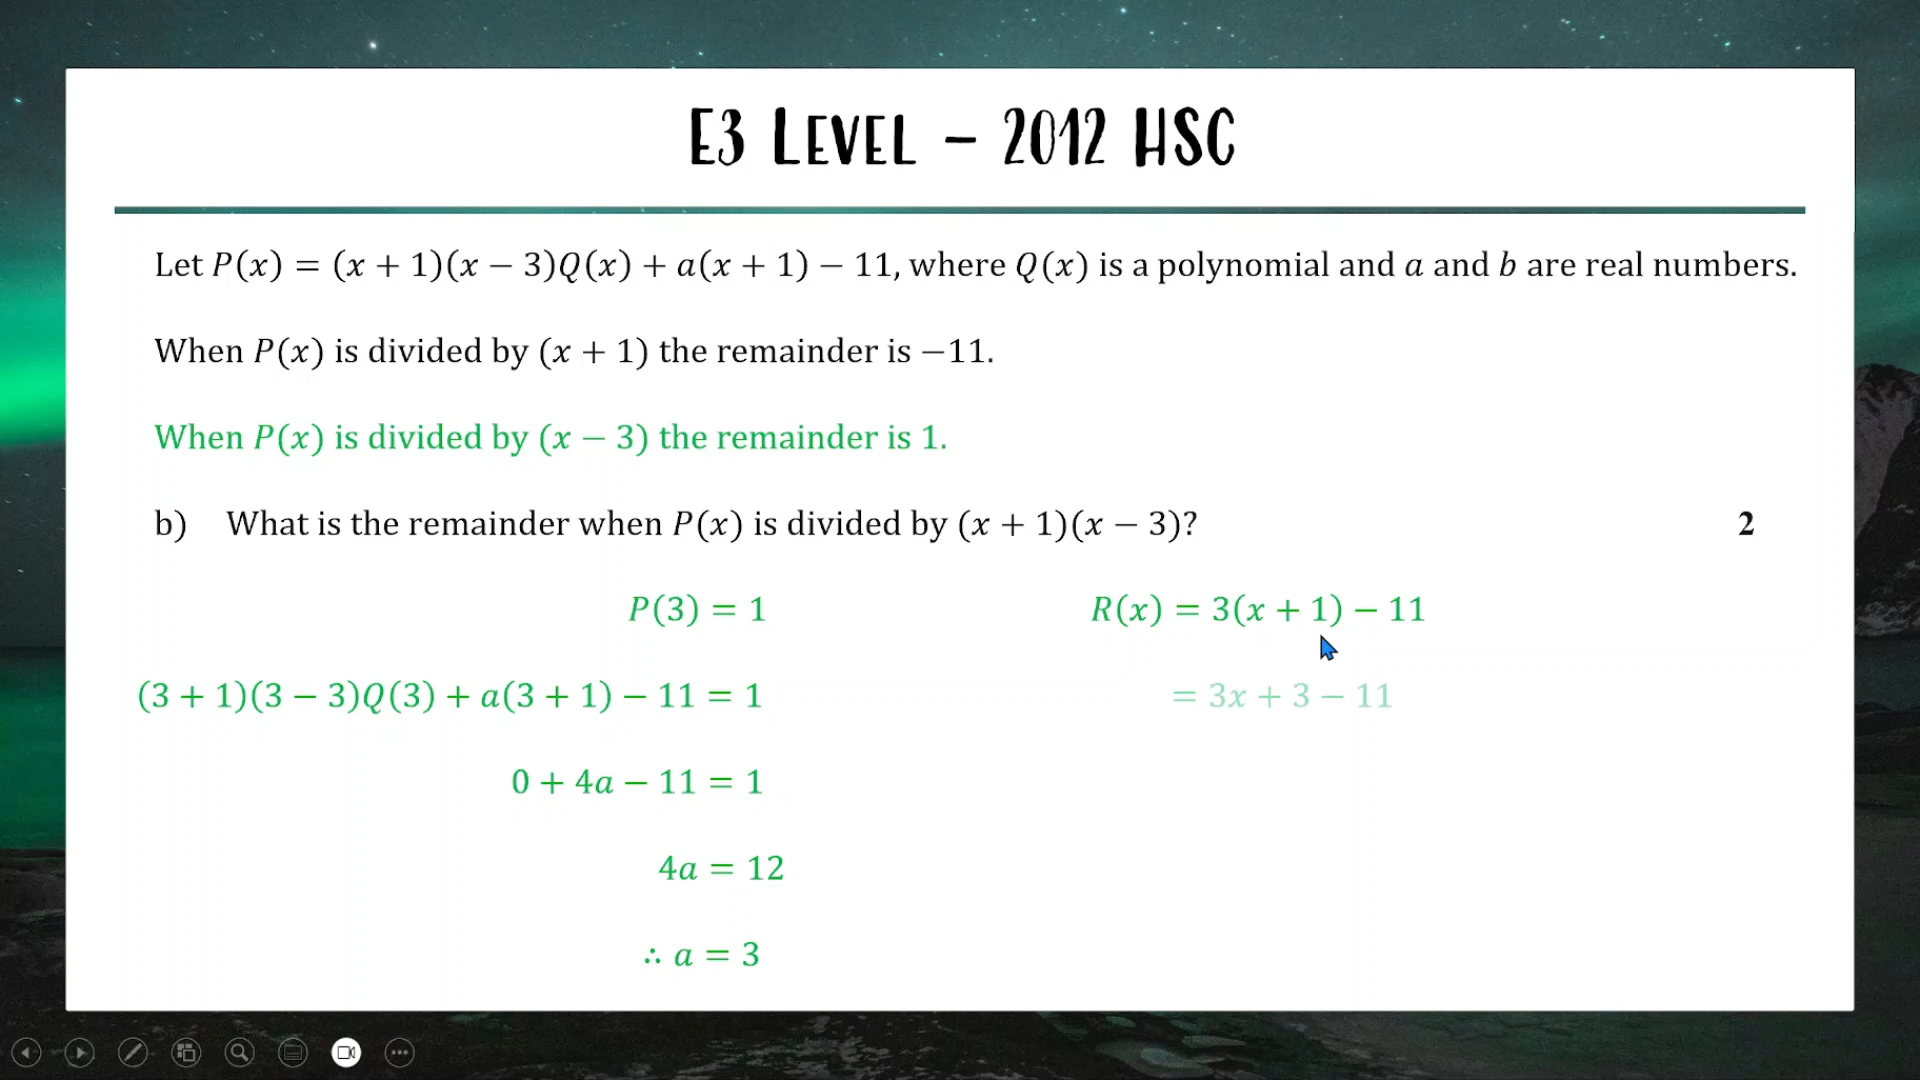 E3 LEVEL – 2012 HSC
Let P(x) = (x + 1)(x − 3)Q(x) + a(x + 1) − 11, where Q(x) is a polynomial and a and b are real numbers.
When P(x) is divided by (x + 1) the remainder is −11.
When P(x) is divided by (x − 3) the remainder is 1.
b) What is the remainder when P(x) is divided by (x + 1)(x − 3)? 2
P(3) = 1
(3 + 1)(3 − 3)Q(3) + a(3 + 1) − 11 = 1
0 + 4a − 11 = 1
4a = 12
∴ a = 3
R(x) = 3(x + 1) − 11
= 3x + 3 − 11